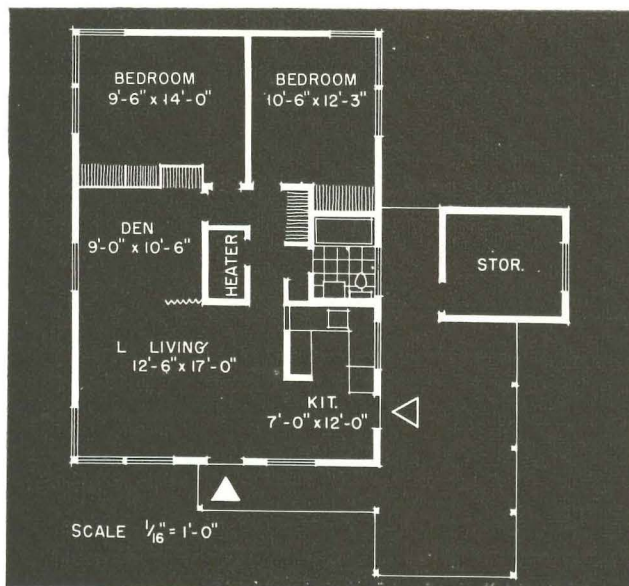 BEDROOM
9'-6" x 14'-0"
BEDROOM
10'-6" x 12'-3"
DEN
9'-0" x 10'-6"
HEATER
STOR.
L LIVING
12'-6" x 17'-0"
KIT.
7'-0" x 12'-0"
SCALE 1/16" = 1'-0"